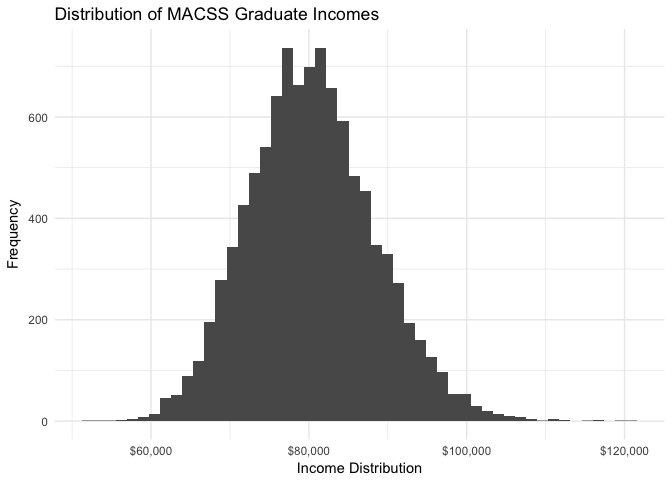 Distribution of MACSS Graduate Incomes
Frequency
600
400
200
0
$60,000 $80,000 $100,000 $120,000
Income Distribution